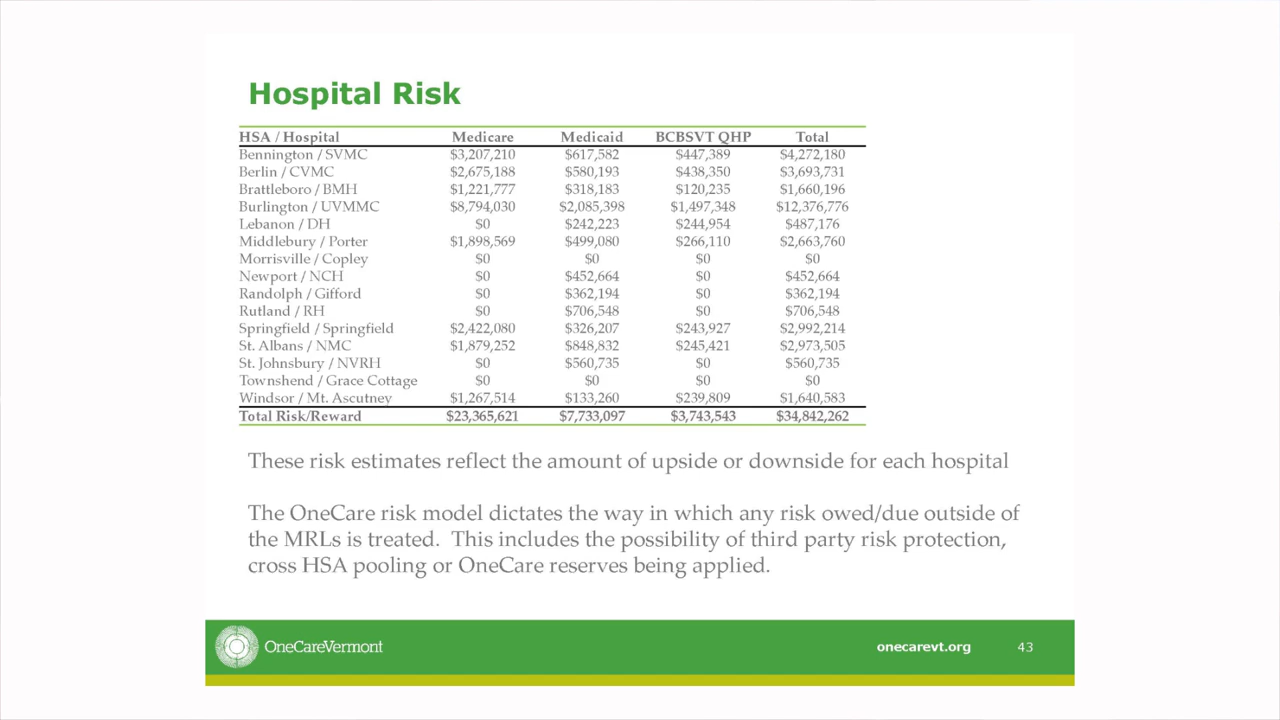 Hospital Risk
HSA / Hospital Medicare Medicaid BCBSVT QHP Total
Bennington / SVMC $3,207,210 $617,582 $447,389 $4,272,180
Berlin / CVMC $2,675,188 $580,193 $438,350 $3,693,731
Brattleboro / BMH $1,221,777 $318,183 $120,235 $1,660,196
Burlington / UVMMC $8,794,030 $2,085,398 $1,497,348 $12,376,776
Lebanon / DH $0 $242,223 $244,954 $487,176
Middlebury / Porter $1,898,569 $499,080 $266,110 $2,663,760
Morrisville / Copley $0 $0 $0 $0
Newport / NCH $0 $452,664 $0 $452,664
Randolph / Gifford $0 $362,194 $0 $362,194
Rutland / RH $0 $706,548 $0 $706,548
Springfield / Springfield $2,422,080 $326,207 $243,927 $2,992,214
St. Albans / NMC $1,879,252 $848,832 $245,421 $2,973,505
St. Johnsbury / NVRH $0 $560,735 $0 $560,735
Townshend / Grace Cottage $0 $0 $0 $0
Windsor / Mt. Ascutney $1,267,514 $133,260 $239,809 $1,640,583
Total Risk/Reward $23,365,621 $7,733,097 $3,743,543 $34,842,262
These risk estimates reflect the amount of upside or downside for each hospital
The OneCare risk model dictates the way in which any risk owed/due outside of
the MRLs is treated. This includes the possibility of third party risk protection,
cross HSA pooling or OneCare reserves being applied.
OneCareVermont onecarevt.org 43